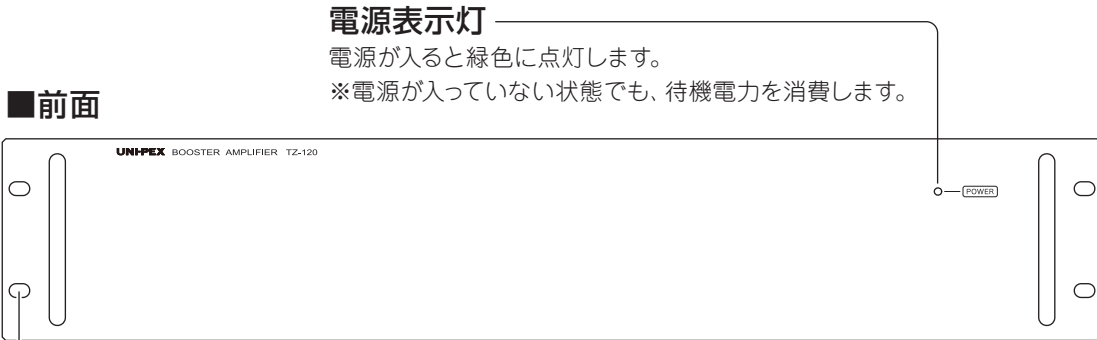 電源表示灯
電源が入ると緑色に点灯します。
※電源が入っていない状態でも、待機電力を消費します。
■前面
UNI-PEX BOOSTER AMPLIFIER TZ-120
POWER